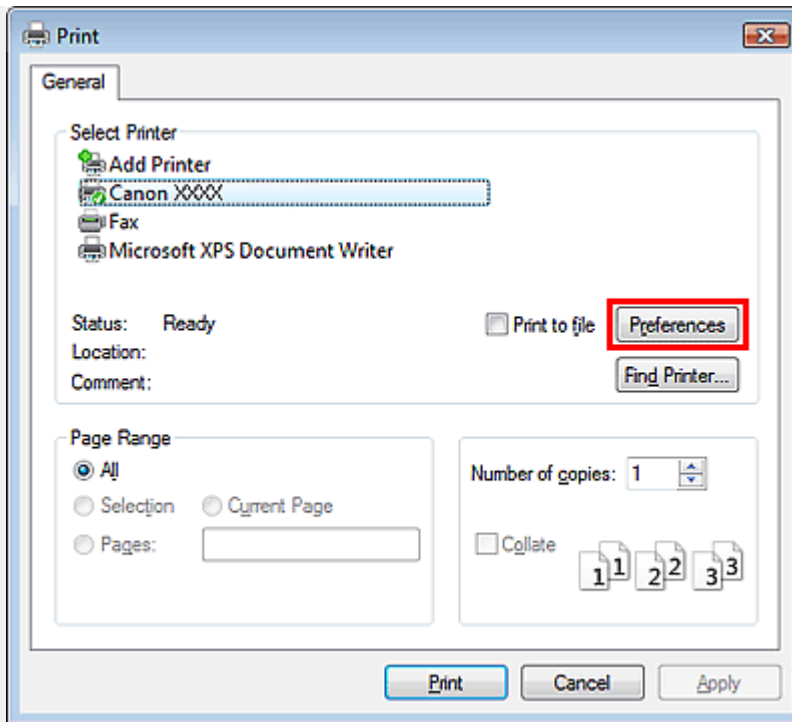 Print
General
Select Printer
Add Printer
Canon XXXX
Fax
Microsoft XPS Document Writer
Status: Ready
Print to file
Preferences
Location:
Comment:
Find Printer...
Page Range
All
Selection Current Page
Pages:
Number of copies: 1
Collate
1 1 2 2 3 3
Print Cancel Apply